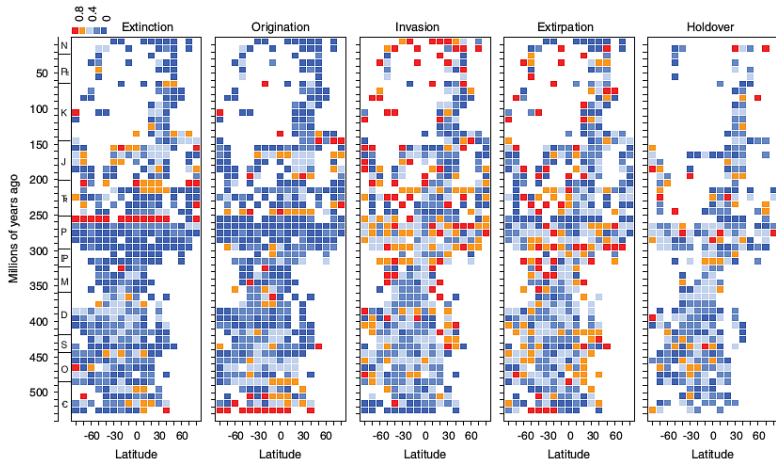 0.8
0.4
0
Extinction
Origination
Invasion
Extirpation
Holdover
N
Pg
K
J
Tr
P
IP
M
D
S
O
C
50
100
150
200
250
300
350
400
450
500
Millions of years ago
-60 -30 0 30 60
-60 -30 0 30 60
-60 -30 0 30 60
-60 -30 0 30 60
-60 -30 0 30 60
Latitude
Latitude
Latitude
Latitude
Latitude